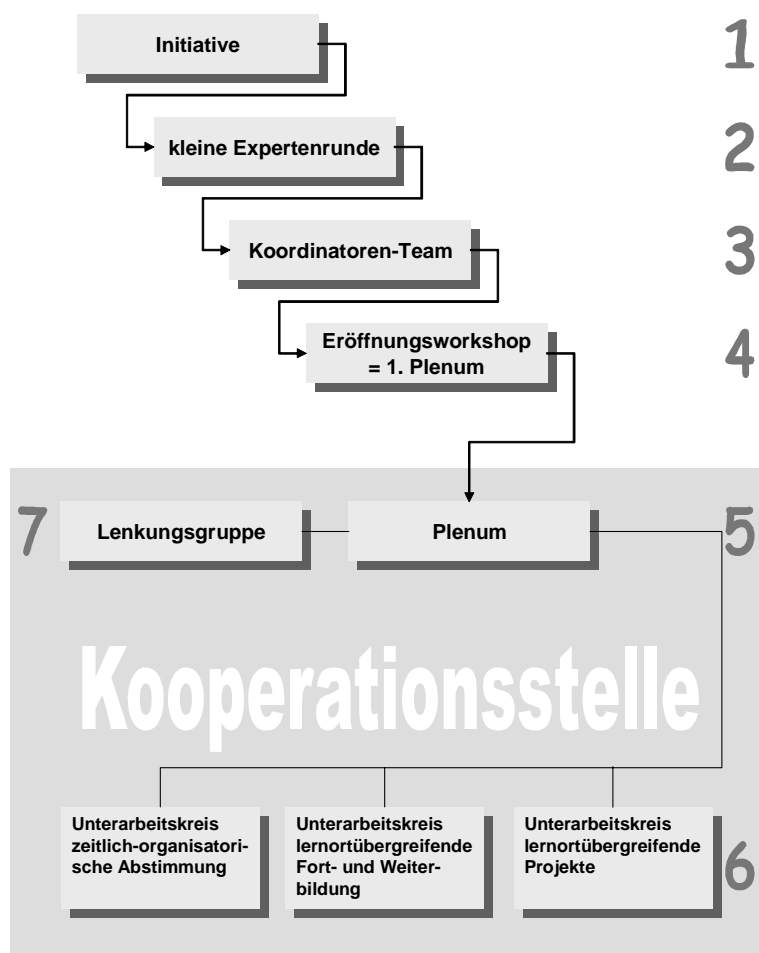 Initiative
1
kleine Expertenrunde
2
Koordinatoren-Team
3
Eröffnungsworkshop
= 1. Plenum
4
7
Lenkungsgruppe
Plenum
5
Kooperationsstelle
Unterarbeitskreis
zeitlich-organisatori-
sche Abstimmung
Unterarbeitskreis
lernortübergreifende
Fort- und Weiter-
bildung
Unterarbeitskreis
lernortübergreifende
Projekte
6